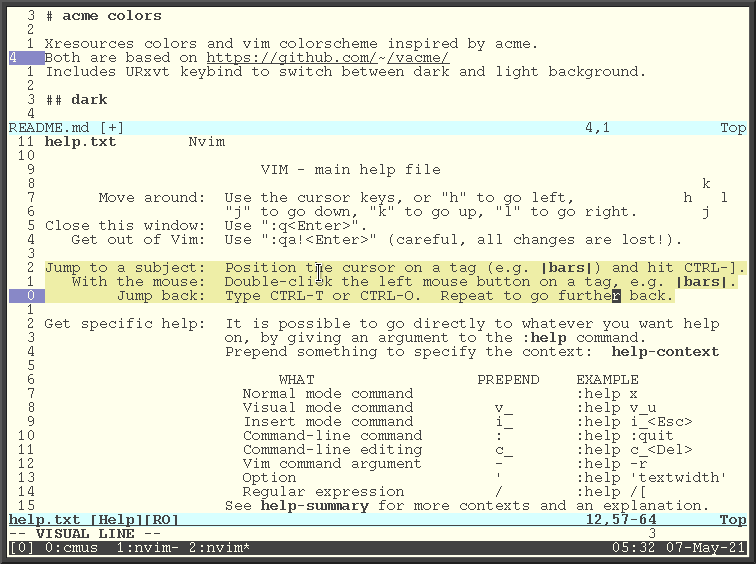 3 # acme colors
2
1 Xresources colors and vim colorscheme inspired by acme.
4 Both are based on https://github.com/~/vacme/
1 Includes URxvt keybind to switch between dark and light background.
2
3 ## dark
4
README.md [+] 4,1 Top
11 help.txt Nvim
10
9 VIM - main help file
8 k
7 Move around: Use the cursor keys, or "h" to go left, h l
6 "j" to go down, "k" to go up, "l" to go right. j
5 Close this window: Use ":q<Enter>".
4 Get out of Vim: Use ":qa!<Enter>" (careful, all changes are lost!).
3
2 Jump to a subject: Position the cursor on a tag (e.g. |bars|) and hit CTRL-].
1 With the mouse: Double-click the left mouse button on a tag, e.g. |bars|.
0 Jump back: Type CTRL-T or CTRL-O. Repeat to go further back.
1
2 Get specific help: It is possible to go directly to whatever you want help
3 on, by giving an argument to the :help command.
4 Prepend something to specify the context: help-context
5
6 WHAT PREPEND EXAMPLE
7 Normal mode command :help x
8 Visual mode command v_ :help v_u
9 Insert mode command i_ :help i_<Esc>
10 Command-line command : :help :quit
11 Command-line editing c_ :help c_<Del>
12 Vim command argument - :help -r
13 Option ' :help 'textwidth'
14 Regular expression / :help /[
15 See help-summary for more contexts and an explanation.
help.txt [Help][RO] 12,57-64 Top
-- VISUAL LINE -- 3
[0] 0:cmus 1:nvim- 2:nvim* 05:32 07-May-21